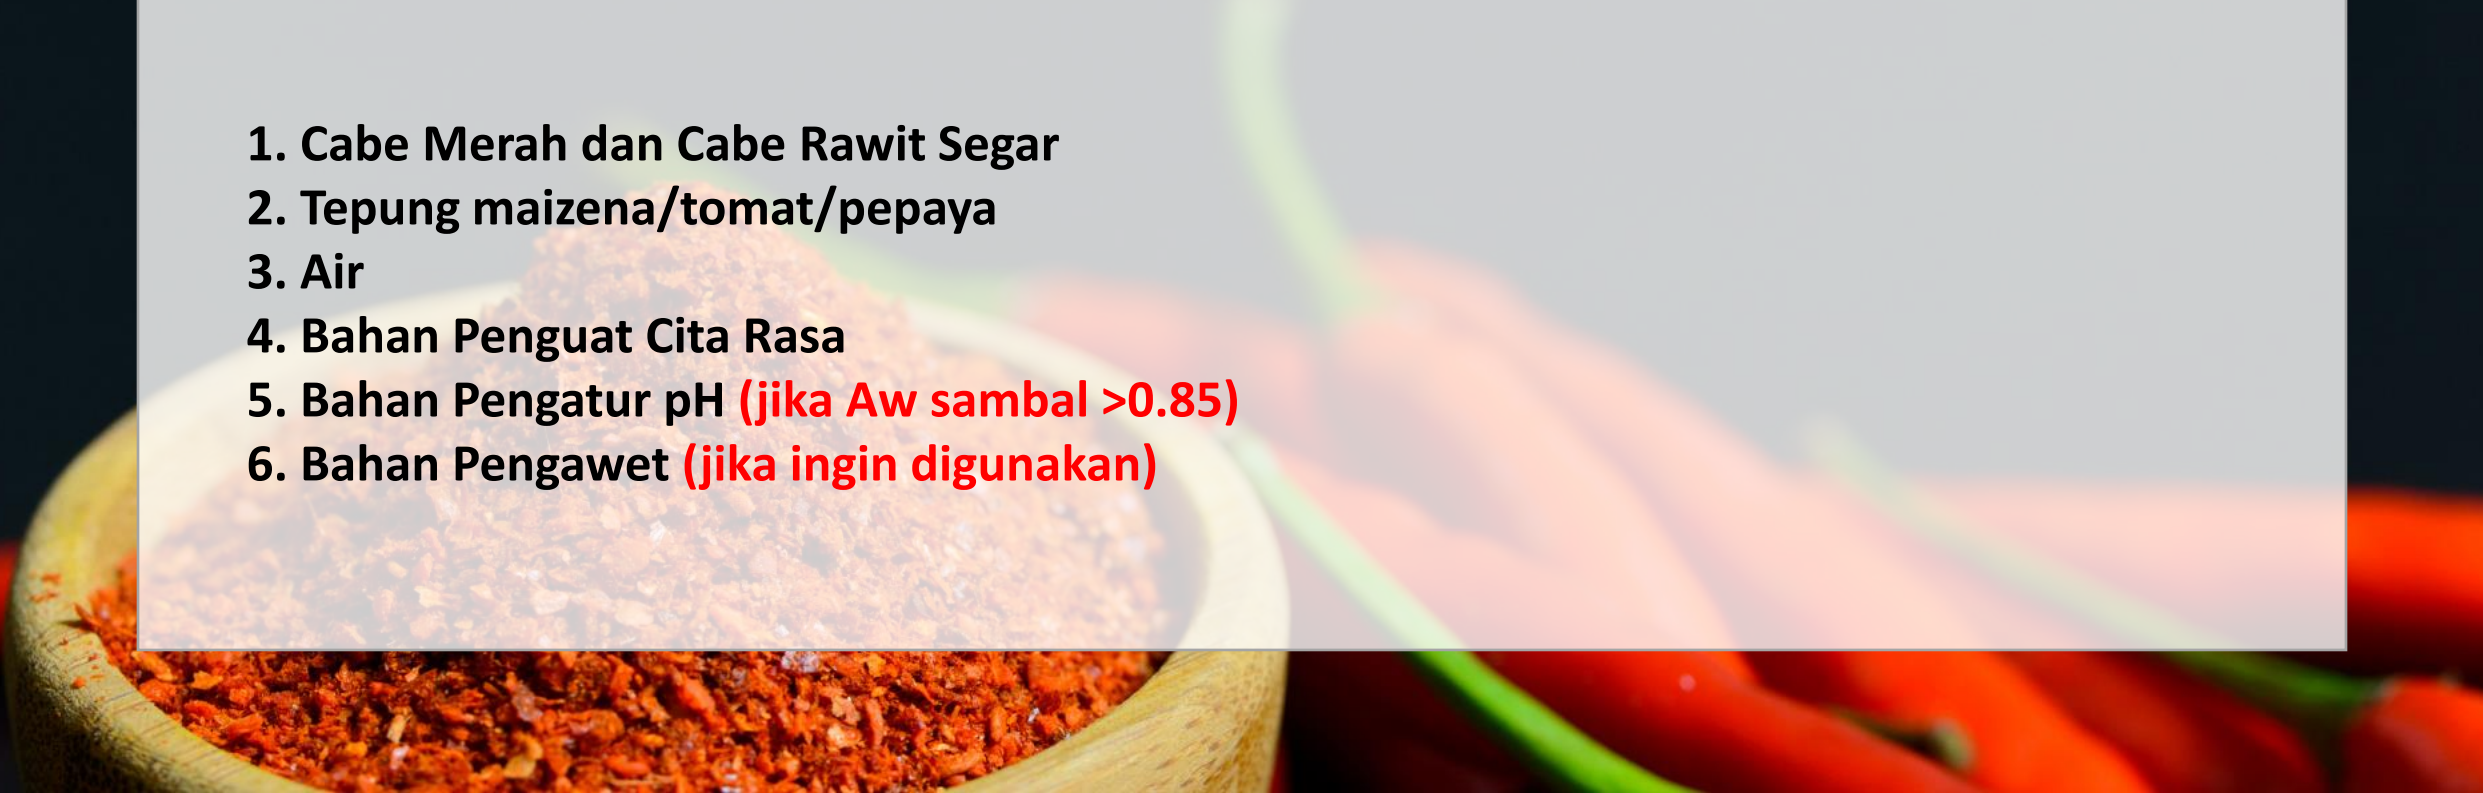 1. Cabe Merah dan Cabe Rawit Segar
2. Tepung maizena/tomat/pepaya
3. Air
4. Bahan Penguat Cita Rasa
5. Bahan Pengatur pH (jika Aw sambal >0.85)
6. Bahan Pengawet (jika ingin digunakan)